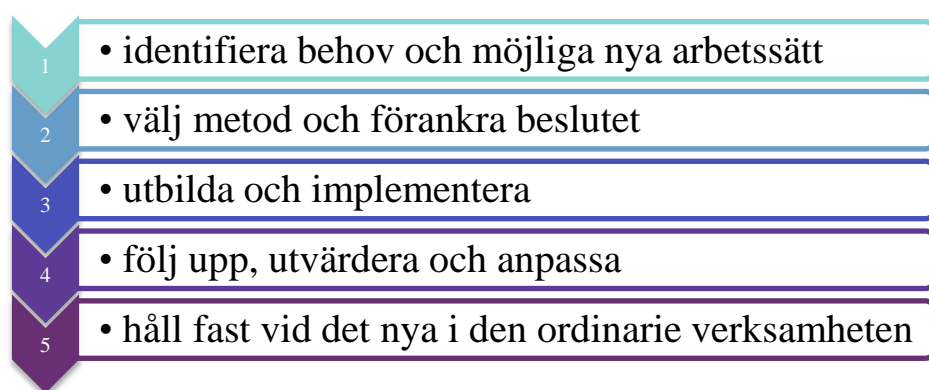 1 • identifiera behov och möjliga nya arbetssätt
2 • välj metod och förankra beslutet
3 • utbilda och implementera
4 • följ upp, utvärdera och anpassa
5 • håll fast vid det nya i den ordinarie verksamheten